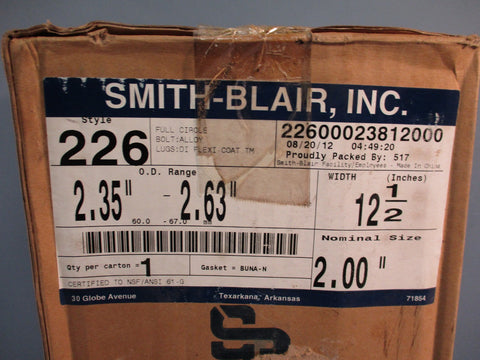 SMITH-BLAIR, INC.
Style
226
FULL CIRCLE
BOLT:ALLOY
LUGS:DI FLEXI-COAT TM
22600023812000
08/20/12 04:49:20
Proudly Packed By: 517
Smith-Blair Facility/Employees - Made In China
O.D. Range
2.35" - 2.63"
60.0 - 67.0 mm
WIDTH (Inches)
12 1/2
Nominal Size
2.00"
Qty per carton = 1
Gasket = BUNA-N
CERTIFIED TO NSF/ANSI 61-G
30 Globe Avenue Texarkana, Arkansas 71854